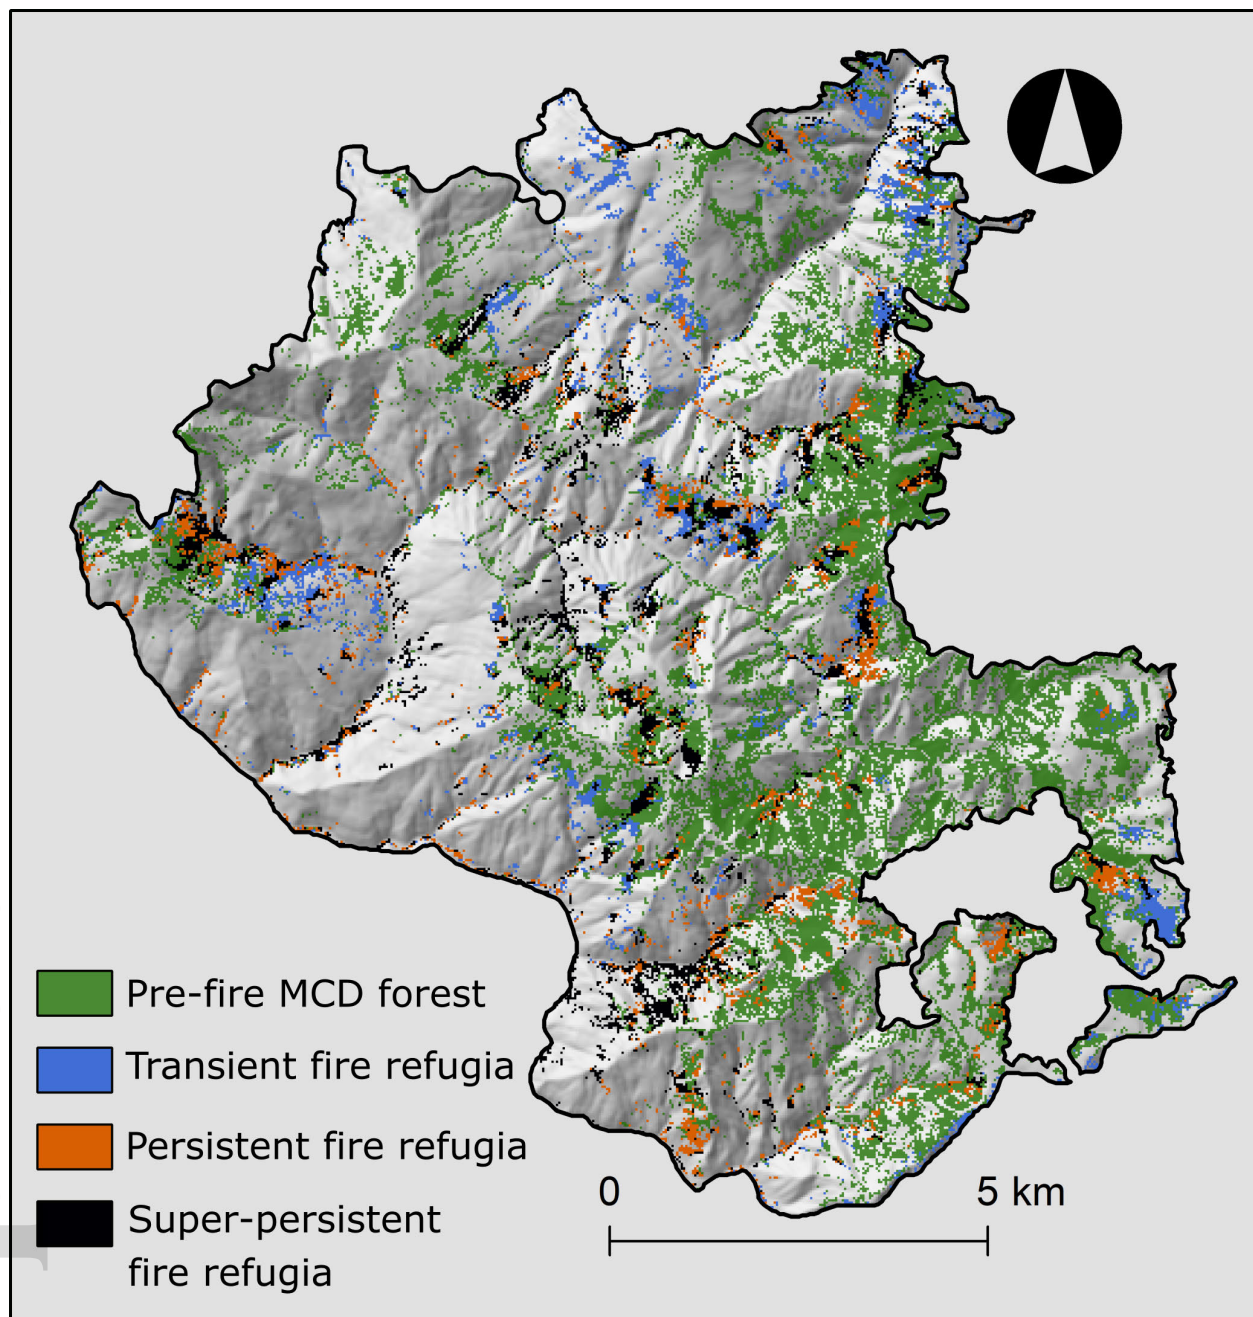 Pre-fire MCD forest
Transient fire refugia
Persistent fire refugia
Super-persistent
fire refugia
0 5 km